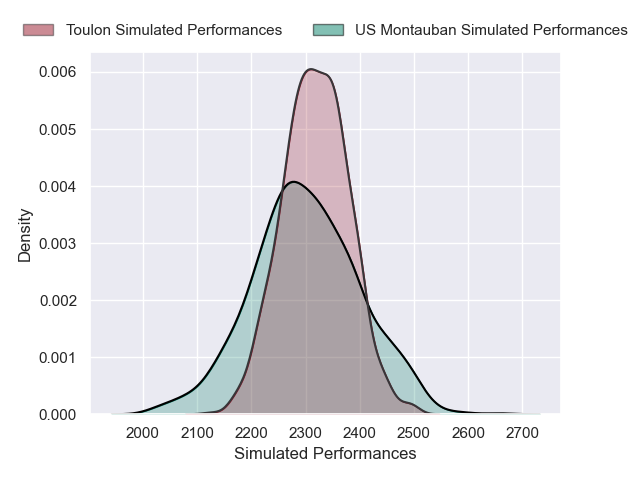 Toulon Simulated Performances
US Montauban Simulated Performances
0.006
0.005
0.004
0.003
0.002
0.001
0.000
Density
2000 2100 2200 2300 2400 2500 2600 2700
Simulated Performances